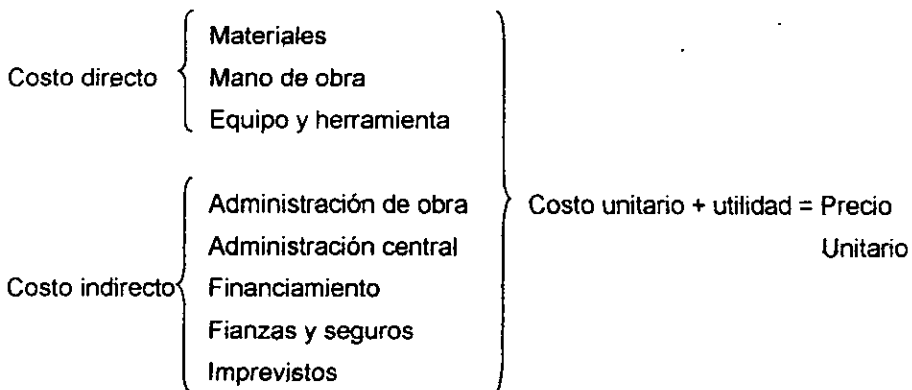 Costo directo
Materiales
Mano de obra
Equipo y herramienta
Costo indirecto
Administración de obra
Administración central
Financiamiento
Fianzas y seguros
Imprevistos
Costo unitario + utilidad = Precio
Unitario